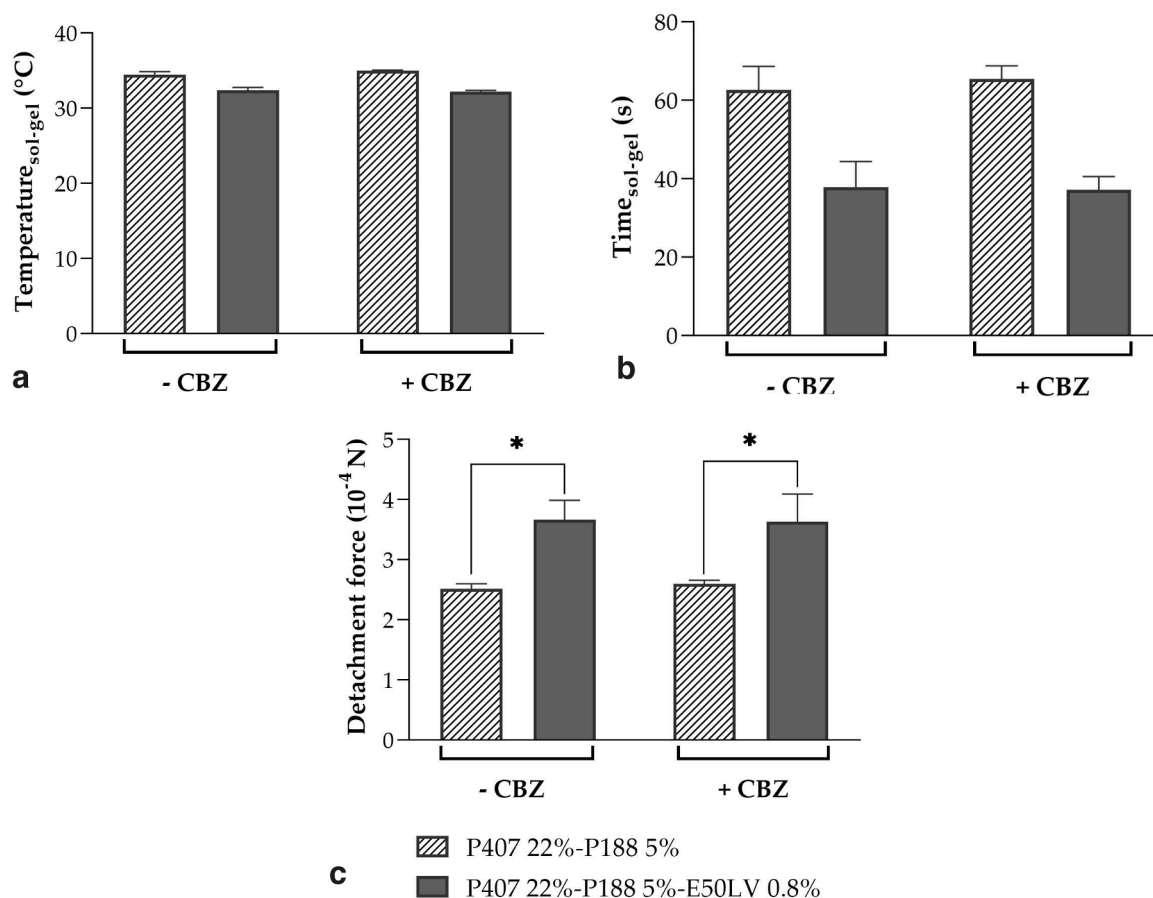 40
30
20
10
0
Temperature sol-gel (°C)
- CBZ
+ CBZ
a
80
60
40
20
0
Time sol-gel (s)
- CBZ
+ CBZ
b
5
4
3
2
1
0
Detachment force (10⁻⁴ N)
*
*
- CBZ
+ CBZ
P407 22%-P188 5%
P407 22%-P188 5%-E50LV 0.8%
c